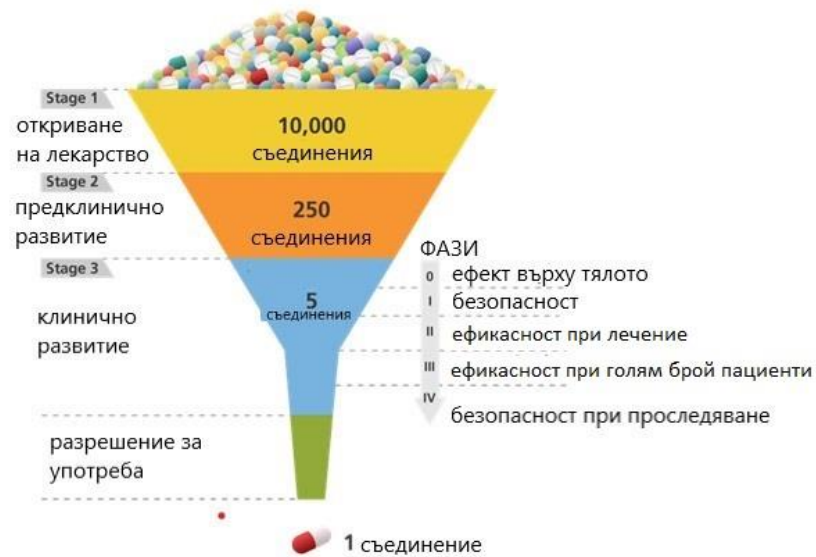 Stage 1
откриване
на лекарство
10,000
съединения
Stage 2
предклинично
развитие
250
съединения
Stage 3
клинично
развитие
5
съединения
ФАЗИ
0 ефект върху тялото
I безопасност
II ефикасност при лечение
III ефикасност при голям брой пациенти
IV безопасност при проследяване
разрешение за
употреба
1 съединение